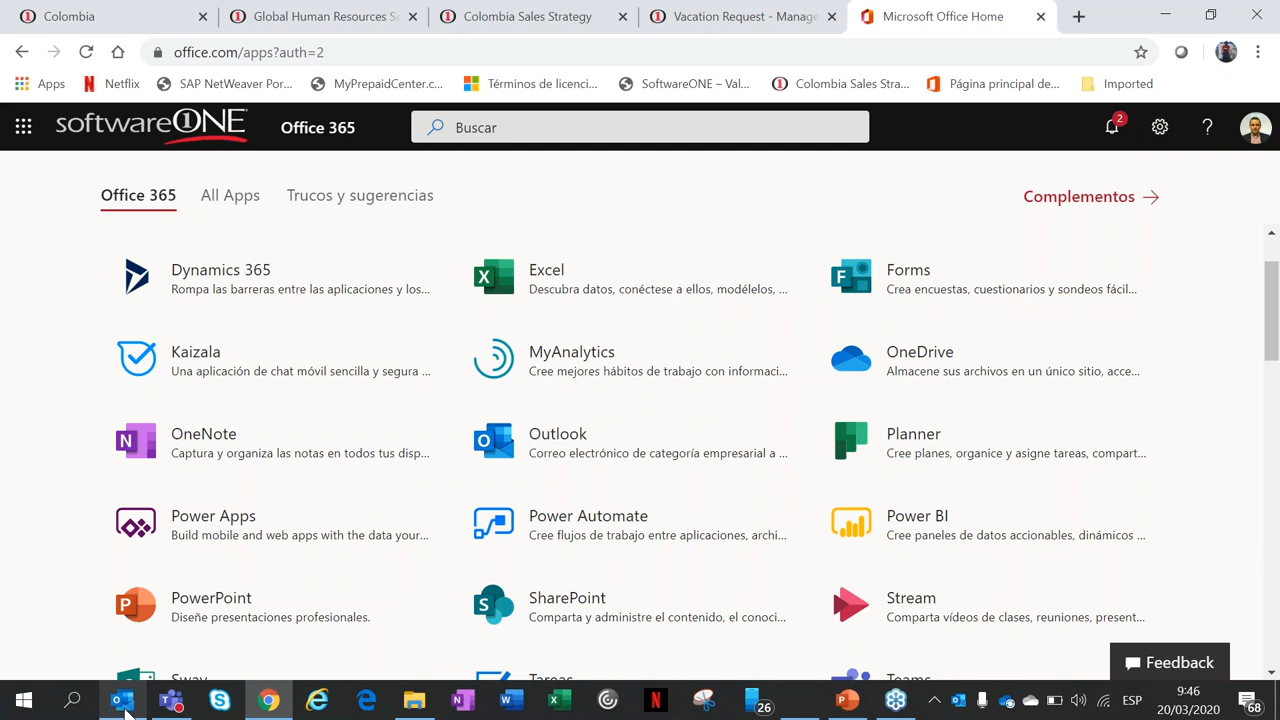 Colombia
Global Human Resources S
Colombia Sales Strategy
Vacation Request - Manage
Microsoft Office Home
office.com/apps?auth=2
Apps
Netflix
SAP NetWeaver Por...
MyPrepaidCenter.c...
Términos de licenci...
SoftwareONE – Val...
Colombia Sales Stra...
Página principal de...
Imported
softwareONE
Office 365
Buscar
2
?
Office 365
All Apps
Trucos y sugerencias
Complementos
Dynamics 365
Rompa las barreras entre las aplicaciones y los...
Excel
Descubra datos, conéctese a ellos, modélelos, ...
Forms
Crea encuestas, cuestionarios y sondeos fácil...
Kaizala
Una aplicación de chat móvil sencilla y segura ...
MyAnalytics
Cree mejores hábitos de trabajo con informaci...
OneDrive
Almacene sus archivos en un único sitio, acce...
OneNote
Captura y organiza las notas en todos tus disp...
Outlook
Correo electrónico de categoría empresarial a ...
Planner
Cree planes, organice y asigne tareas, compart...
Power Apps
Build mobile and web apps with the data your...
Power Automate
Cree flujos de trabajo entre aplicaciones, archi...
Power BI
Cree paneles de datos accionables, dinámicos ...
PowerPoint
Diseñe presentaciones profesionales.
SharePoint
Comparta y administre el contenido, el conoci...
Stream
Comparta vídeos de clases, reuniones, present...
Sway
Tareas
Teams
Feedback
26
ESP
9:46
20/03/2020
68